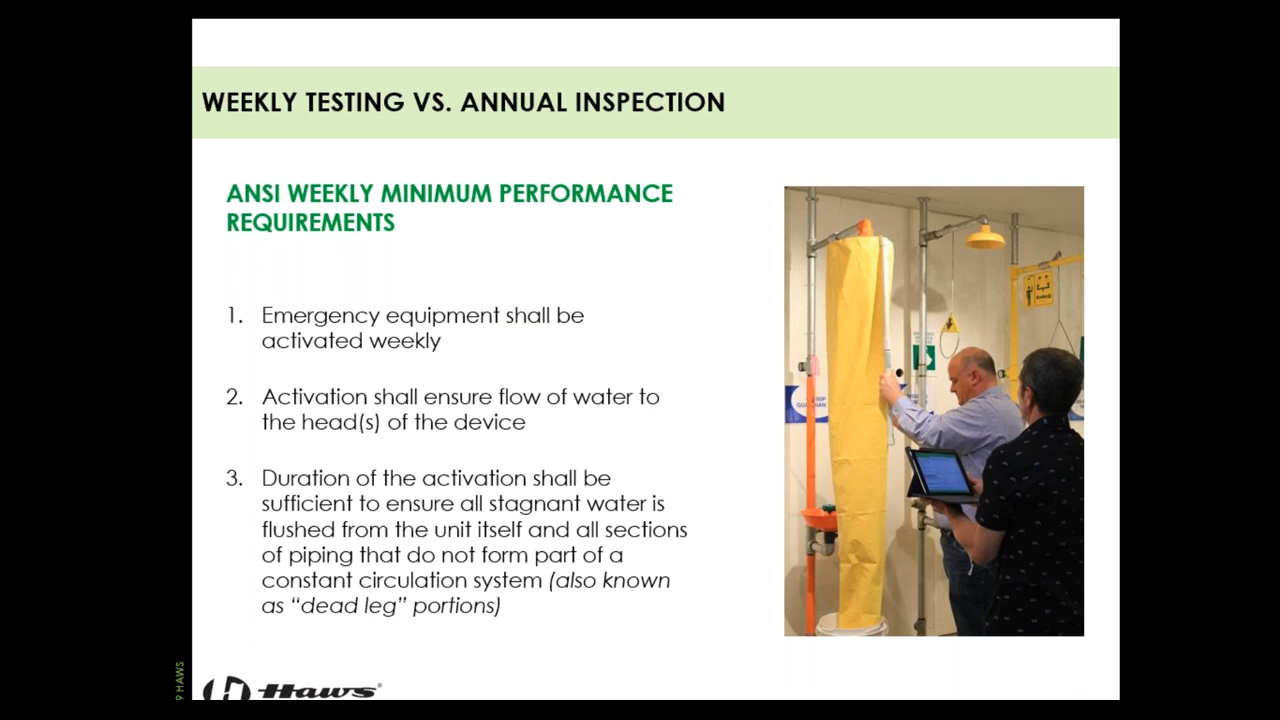 WEEKLY TESTING VS. ANNUAL INSPECTION
ANSI WEEKLY MINIMUM PERFORMANCE
REQUIREMENTS
1. Emergency equipment shall be
activated weekly
2. Activation shall ensure flow of water to
the head(s) of the device
3. Duration of the activation shall be
sufficient to ensure all stagnant water is
flushed from the unit itself and all sections
of piping that do not form part of a
constant circulation system (also known
as “dead leg” portions)
9 HAWS
Haws®